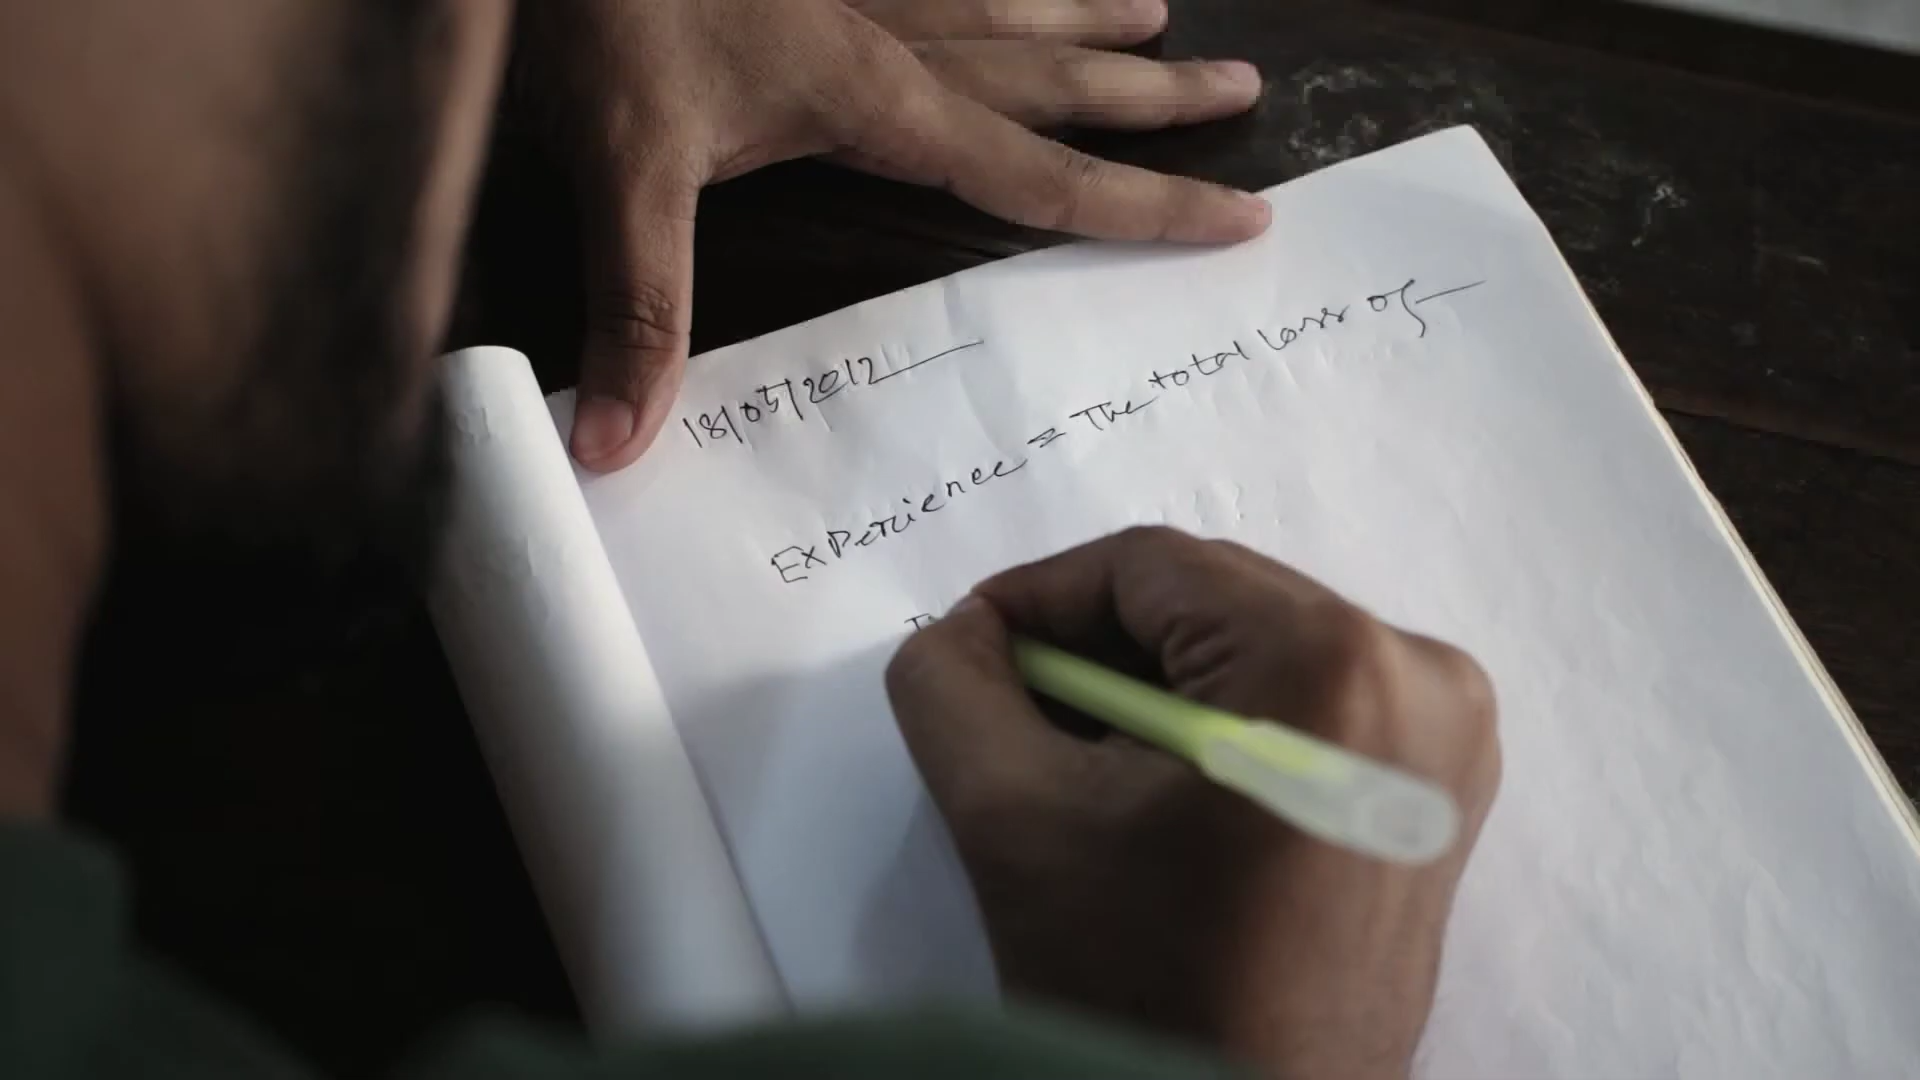 18/05/2012
Experience = The total loss of